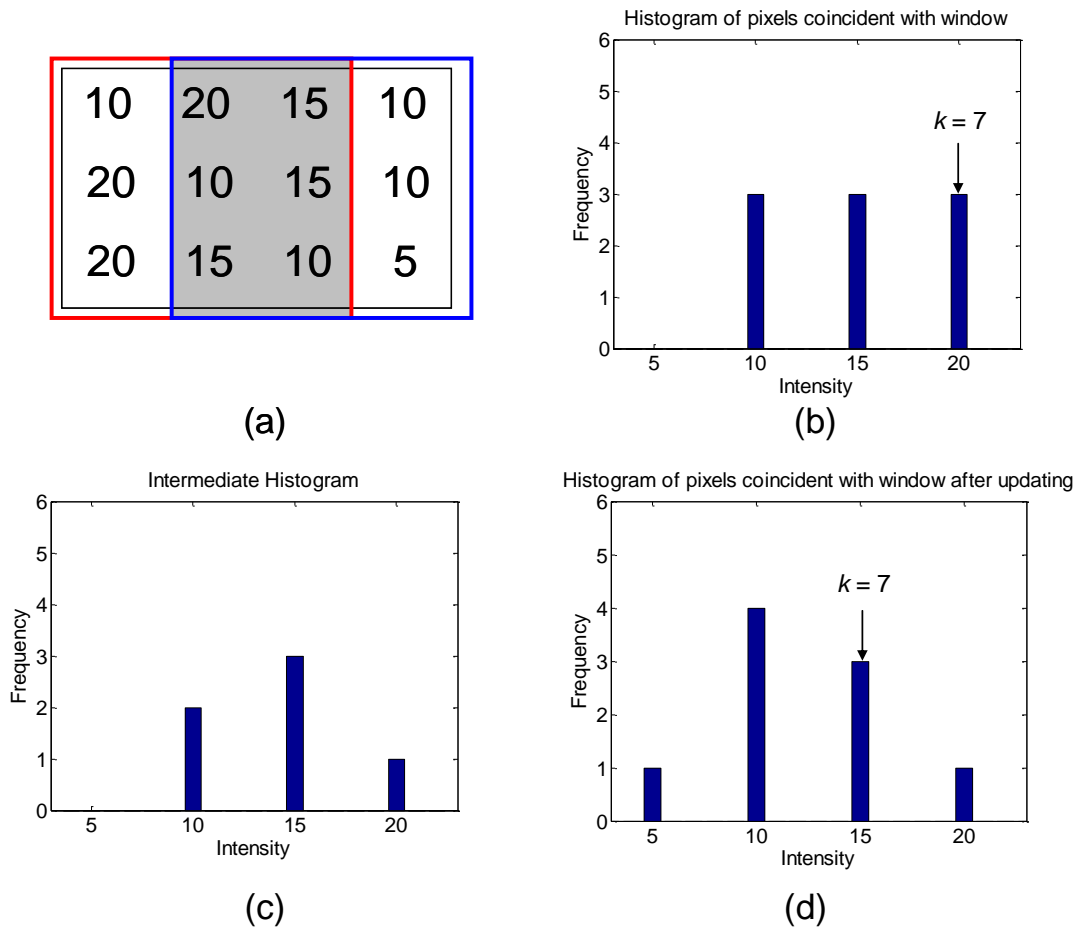 10 20 15 10
20 10 15 10
20 15 10 5
(a)
Histogram of pixels coincident with window
6
5
4
3
2
1
0
Frequency
k = 7
5 10 15 20
Intensity
(b)
Intermediate Histogram
6
5
4
3
2
1
0
Frequency
5 10 15 20
Intensity
(c)
Histogram of pixels coincident with window after updating
6
5
4
3
2
1
0
Frequency
k = 7
5 10 15 20
Intensity
(d)